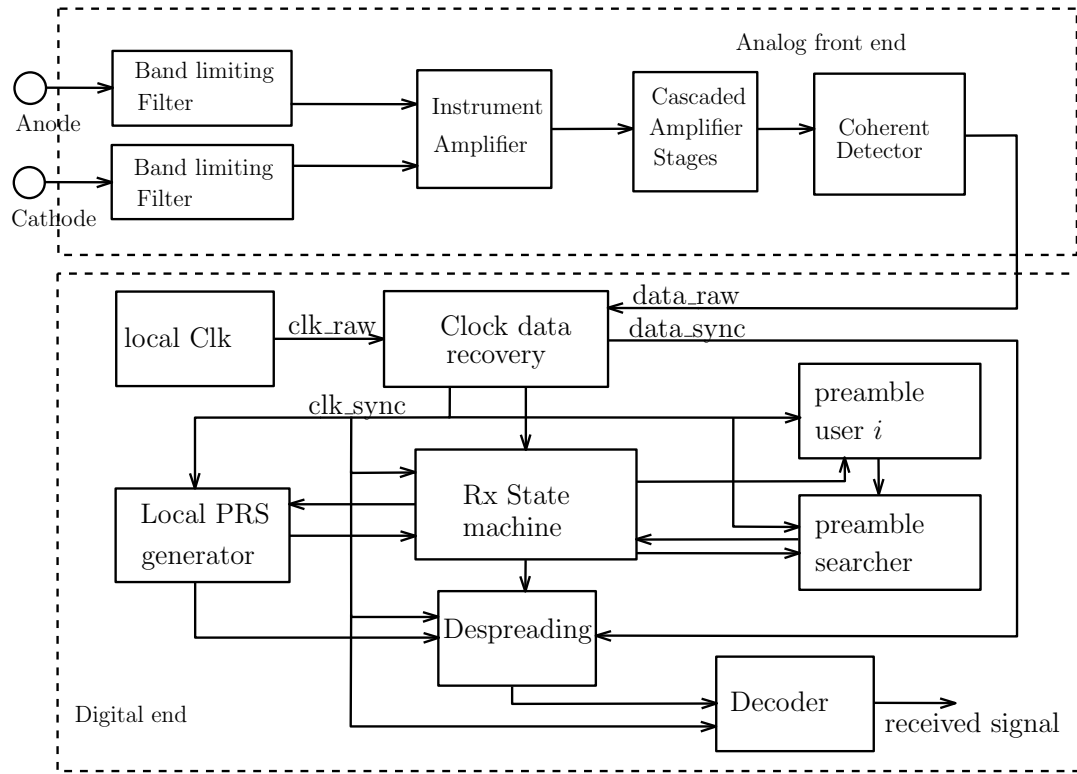 Analog front end
Band limiting
Filter
Anode
Instrument
Amplifier
Cascaded
Amplifier
Stages
Coherent
Detector
Band limiting
Filter
Cathode
local Clk
clk_raw
Clock data
recovery
data_raw
data_sync
clk_sync
preamble
user i
Local PRS
generator
Rx State
machine
preamble
searcher
Despreading
Decoder
received signal
Digital end